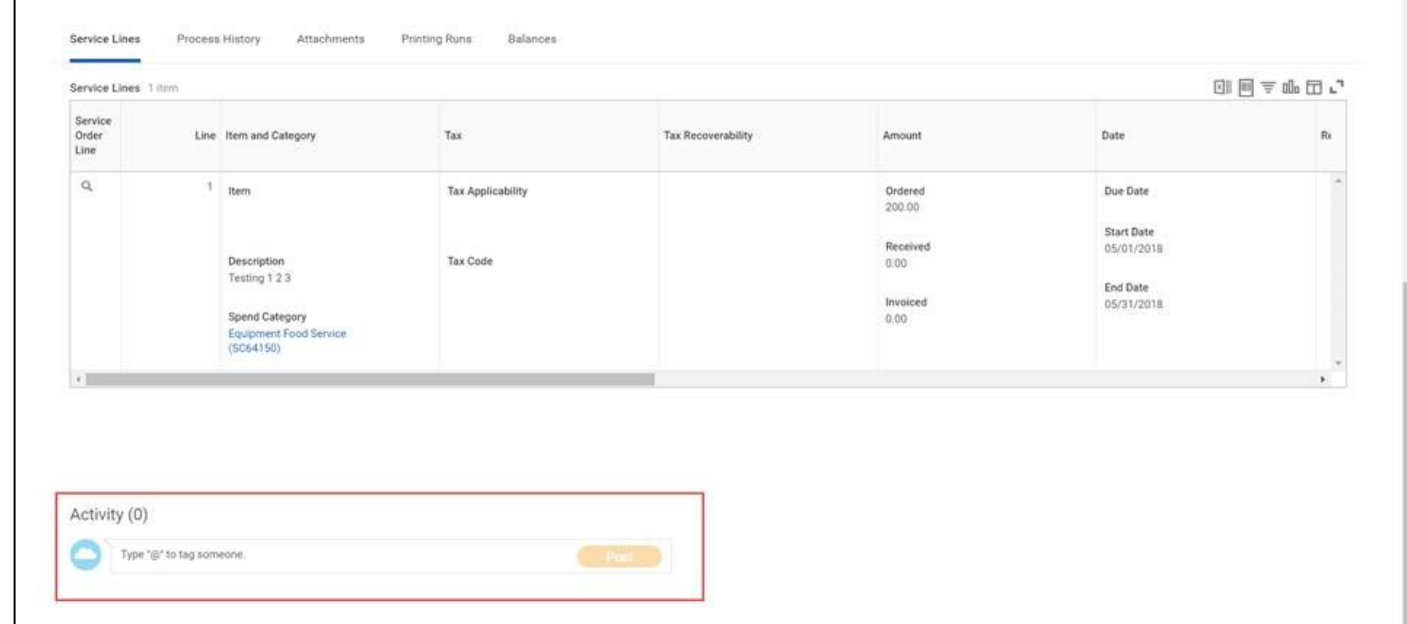 Service Lines Process History Attachments Printing Runs Balances
Service Lines 1 item
Service
Order
Line
Line Item and Category Tax Tax Recoverability Amount Date
1 Item Tax Applicability Ordered Due Date
200.00
Start Date
Received 05/01/2018
Description Tax Code 0.00
Testing 1 2 3
End Date
Spend Category Invoiced 05/31/2018
Equipment Food Service 0.00
(SC64150)
Activity (0)
Type "@" to tag someone. Post